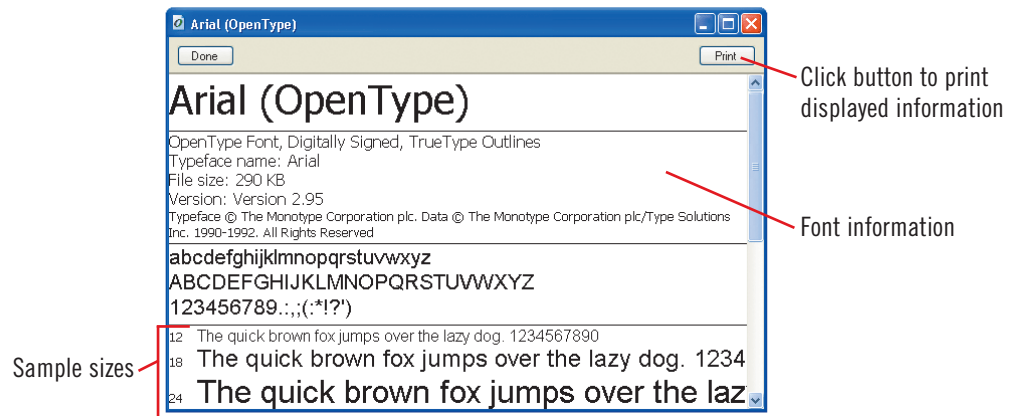 Arial (OpenType)
Done
Print
Click button to print
displayed information
Arial (OpenType)
OpenType Font, Digitally Signed, TrueType Outlines
Typeface name: Arial
File size: 290 KB
Version: Version 2.95
Typeface © The Monotype Corporation plc. Data © The Monotype Corporation plc/Type Solutions
Inc. 1990-1992. All Rights Reserved
Font information
abcdefghijklmnopqrstuvwxyz
ABCDEFGHIJKLMNOPQRSTUVWXYZ
123456789.:,;(:*!?')
Sample sizes
12 The quick brown fox jumps over the lazy dog. 1234567890
18 The quick brown fox jumps over the lazy dog. 1234
24 The quick brown fox jumps over the laz